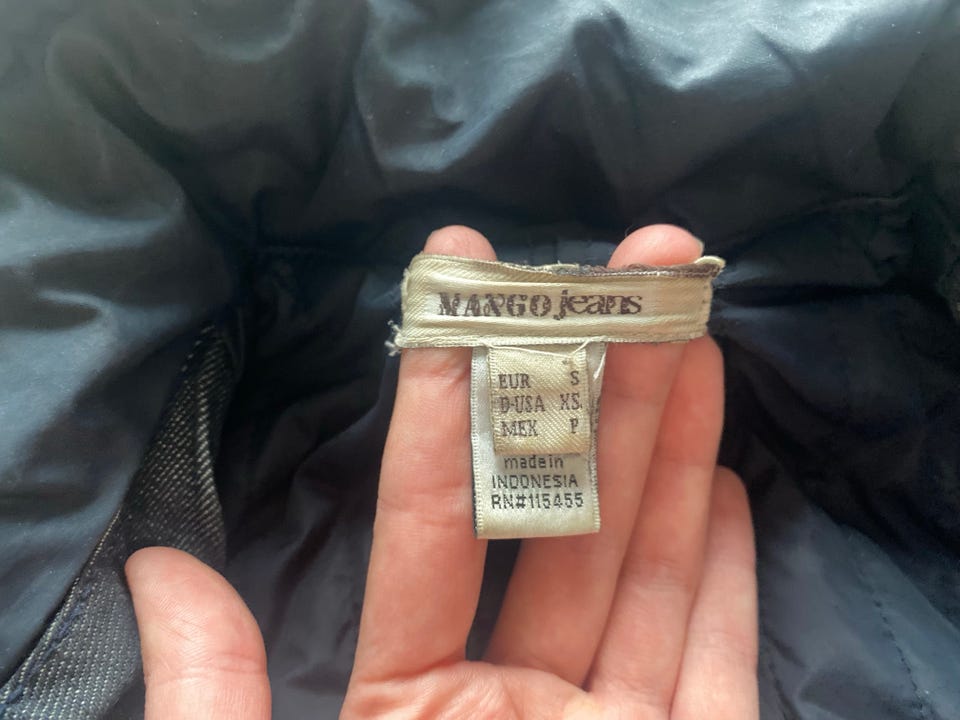 MANGO jeans
EUR S
D-USA XS
MEX P
made in
INDONESIA
RN#115455